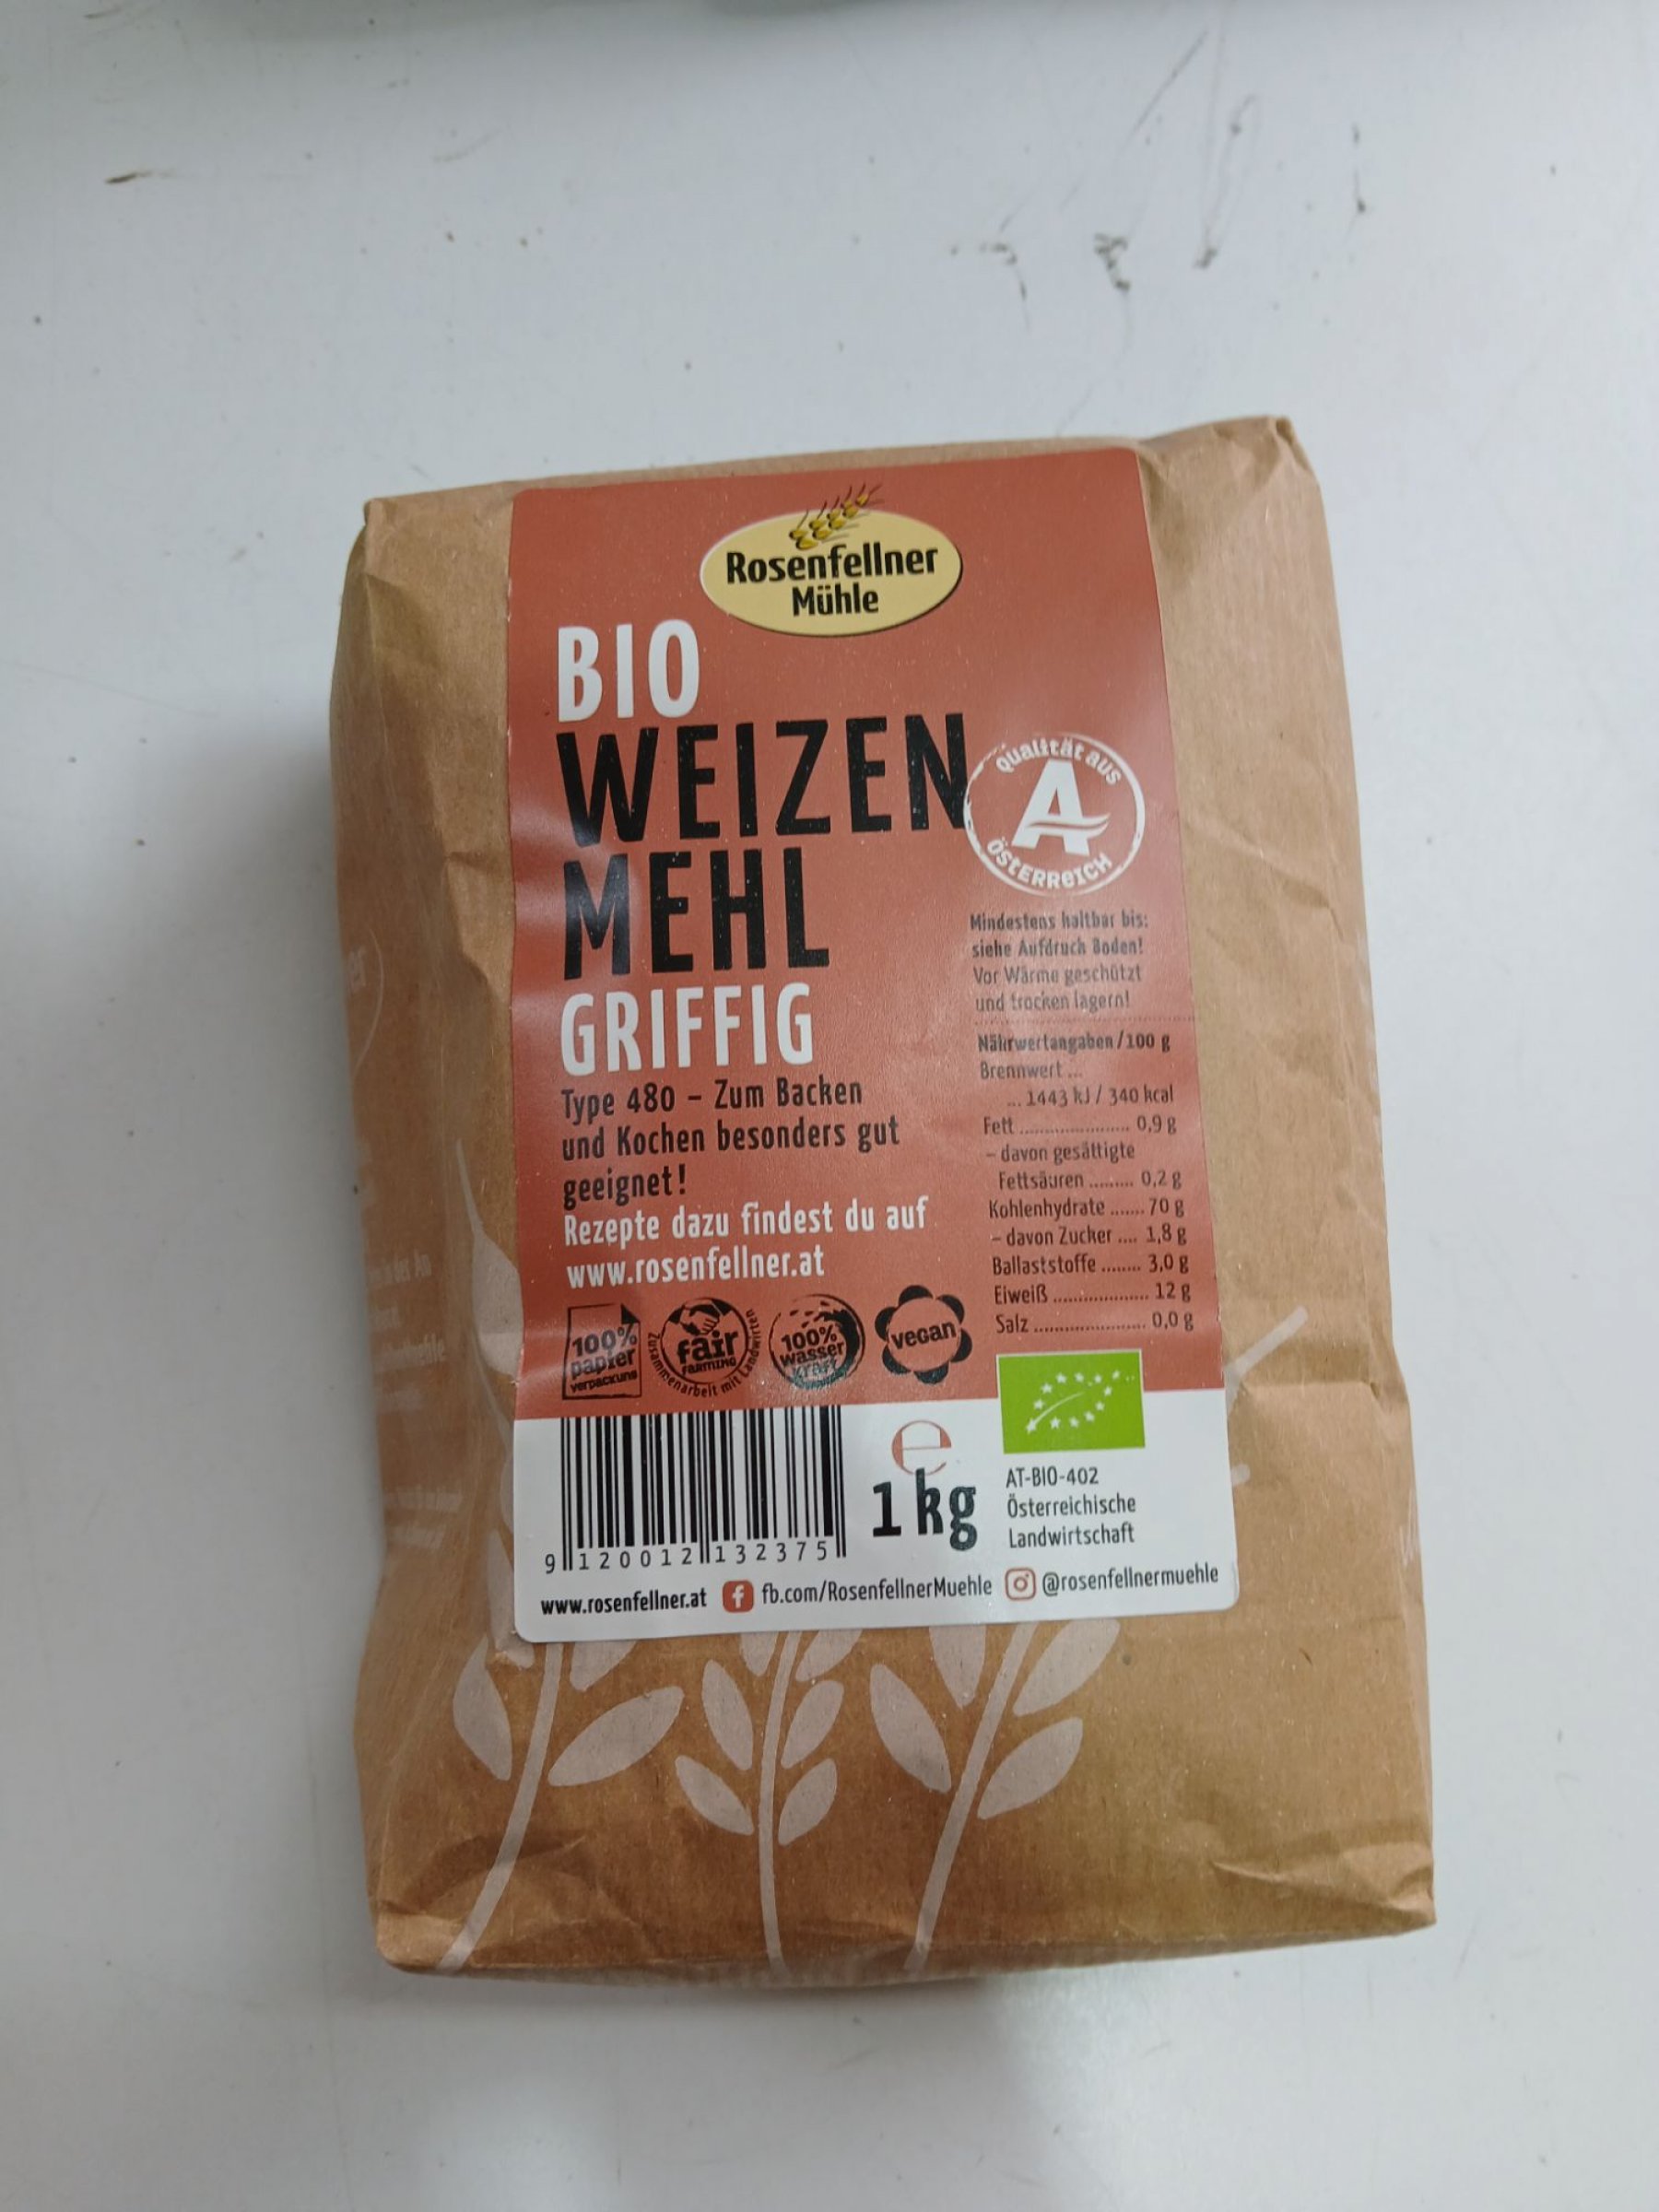 Rosenfellner
Mühle
BIO
WEIZEN
MEHL
GRIFFIG
Type 480 – Zum Backen
und Kochen besonders gut
geeignet!
Rezepte dazu findest du auf
www.rosenfellner.at
Qualität aus
A
ÖSTERREICH
Mindestens haltbar bis:
siehe Aufdruck Boden!
Vor Wärme geschützt
und trocken lagern!
Nährwertangaben/100 g
Brennwert ...
... 1443 kJ / 340 kcal
Fett ..................... 0,9 g
– davon gesättigte
Fettsäuren ......... 0,2 g
Kohlenhydrate ....... 70 g
– davon Zucker .... 1,8 g
Ballaststoffe ........ 3,0 g
Eiweiß ................... 12 g
Salz ...................... 0,0 g
100%
papier
verpackung
fair
FARMING
Zusammenarbeit mit Landwirten
100%
wasser
kraft
vegan
9 120012 132375
e
1 kg
AT-BIO-402
Österreichische
Landwirtschaft
www.rosenfellner.at f fb.com/RosenfellnerMuehle @rosenfellnermuehle